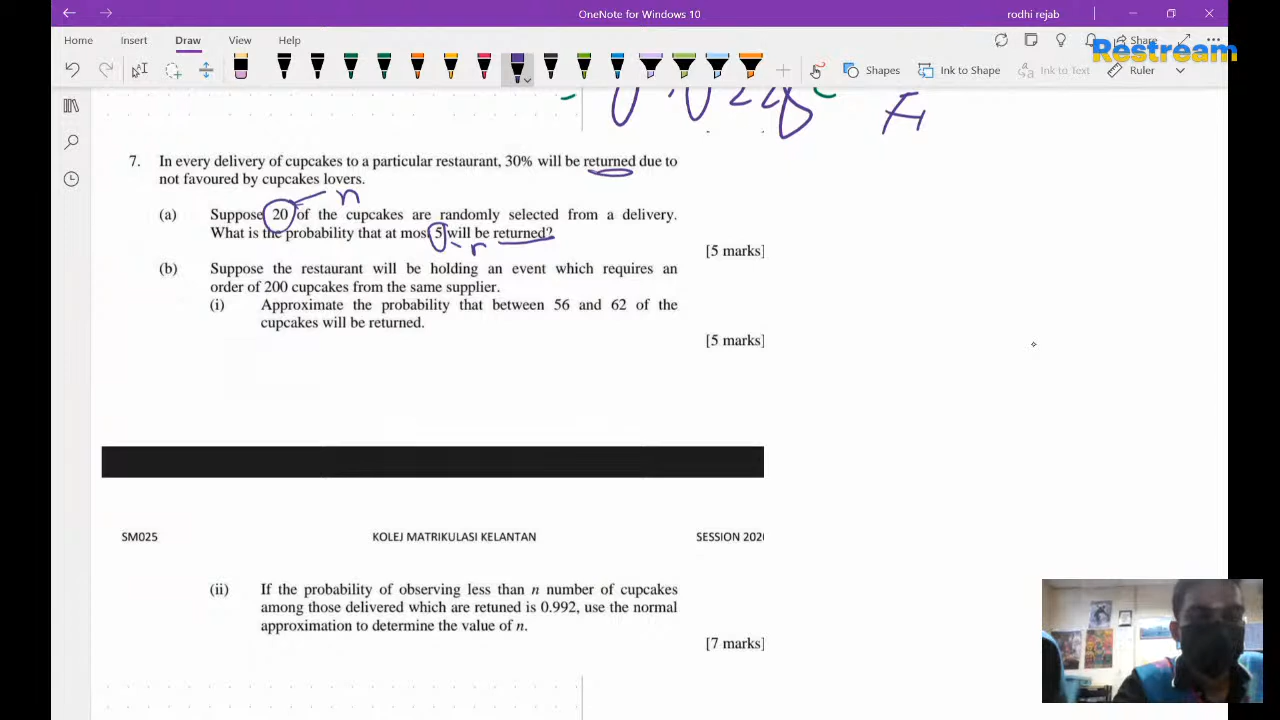 OneNote for Windows 10
rodhi rejab
Home Insert Draw View Help
Share
Restream
Shapes
Ink to Shape
Ink to Text
Ruler
7. In every delivery of cupcakes to a particular restaurant, 30% will be returned due to
not favoured by cupcakes lovers.
n
(a) Suppose 20 of the cupcakes are randomly selected from a delivery.
What is the probability that at most 5 will be returned?
r
[5 marks]
(b) Suppose the restaurant will be holding an event which requires an
order of 200 cupcakes from the same supplier.
(i) Approximate the probability that between 56 and 62 of the
cupcakes will be returned.
[5 marks]
SM025 KOLEJ MATRIKULASI KELANTAN SESSION 202
(ii) If the probability of observing less than n number of cupcakes
among those delivered which are retuned is 0.992, use the normal
approximation to determine the value of n.
[7 marks]